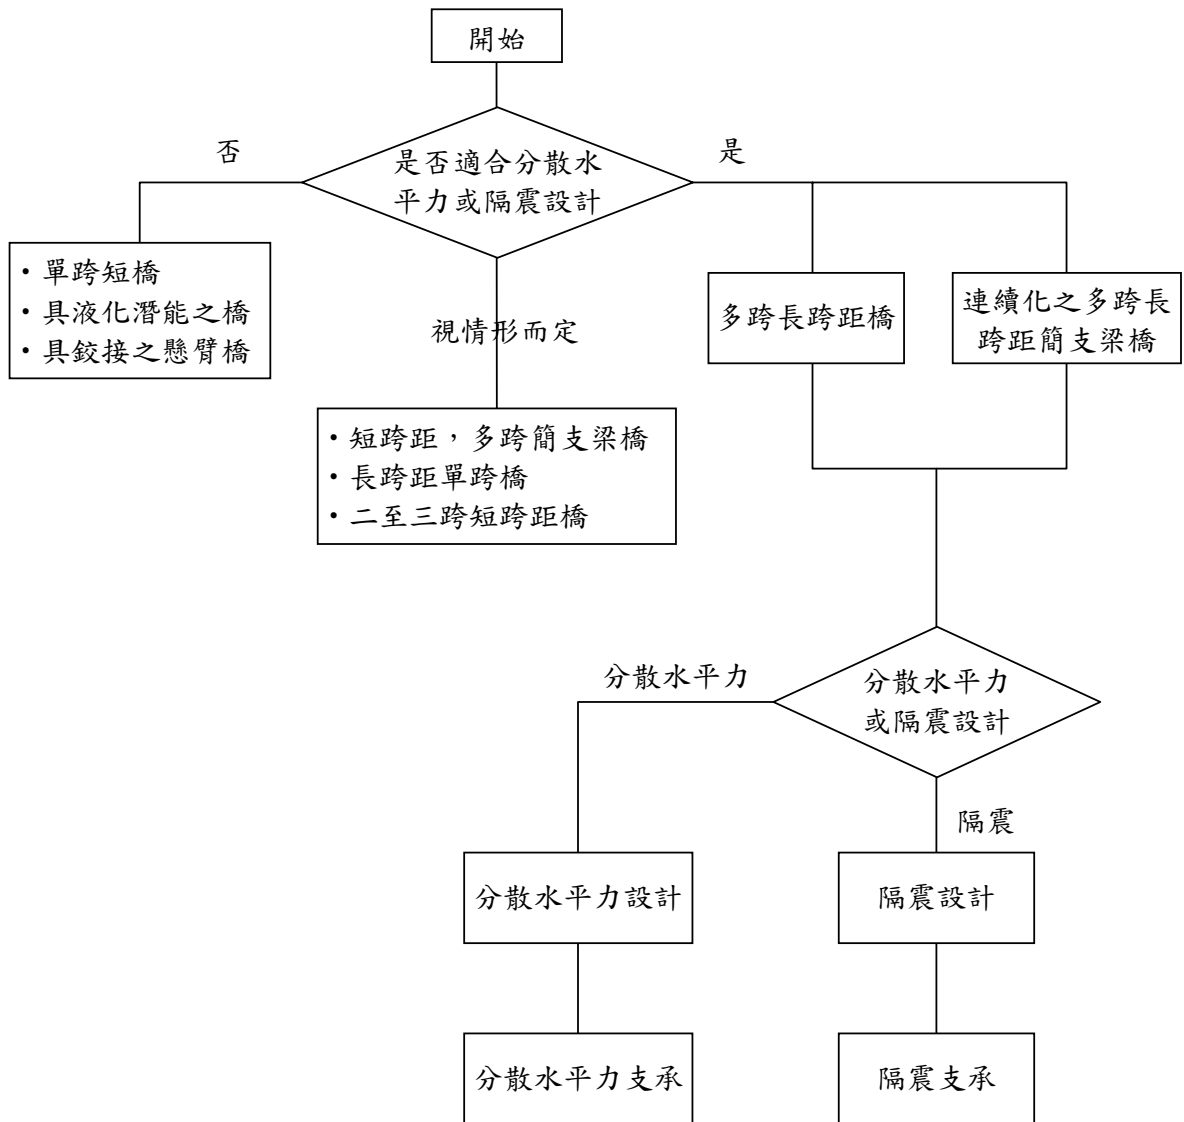 開始
否
是否適合分散水
平力或隔震設計
是
・單跨短橋
・具液化潛能之橋
・具鉸接之懸臂橋
視情形而定
多跨長跨距橋
連續化之多跨長
跨距簡支梁橋
・短跨距，多跨簡支梁橋
・長跨距單跨橋
・二至三跨短跨距橋
分散水平力
分散水平力
或隔震設計
隔震
分散水平力設計
隔震設計
分散水平力支承
隔震支承